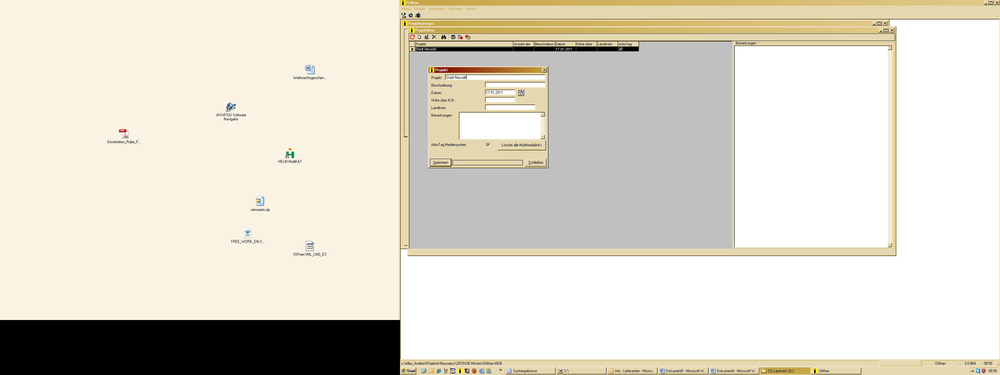 Weihnachtsgeschen...
AVS4YOU Software
Navigator
Dissertation_Rabe_F...
HELM MultiKAT
wincearm.zip
TREE_WORK_EN.X...
ISIFree.XML_LNG_ES
ISiMan
Menü Module Bearbeiten Optionen Fenster
Hauptmanager
Projektliste
Projekt Anzahl der Beschreibun Datum Höhe über Landkreis ArboTag
Stadt Neusäß 17.01.2011
Bemerkungen
Projekt
Projekt Stadt Neusäß
Beschreibung:
Datum: 17.01.2011
Höhe über N.N.
Landkreis
Bemerkungen
ArboTag Mediensystem Lösche alle Multimedialinks
Speichern Schließen
s:\Alles_Andere\Projekte\Neusaess\2010\DB MAster\ISIMan.MDB ISIMan 3.0.864 08:56
Start » Suchergebnisse S:\ info - Lieferanten - Micros... Dokument5 - Microsoft W... Dokument6 - Microsoft W... CD-Laufwerk (G:) ISiMan « 08:56